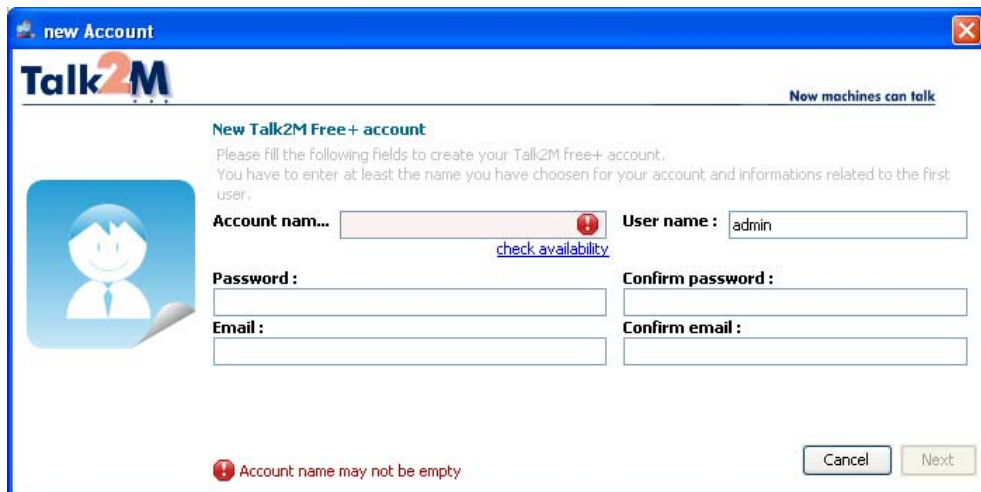 new Account
Talk2M
Now machines can talk
New Talk2M Free+ account
Please fill the following fields to create your Talk2M free+ account.
You have to enter at least the name you have choosen for your account and informations related to the first
user.
Account nam...
User name : admin
check availability
Password :
Confirm password :
Email :
Confirm email :
Account name may not be empty
Cancel
Next